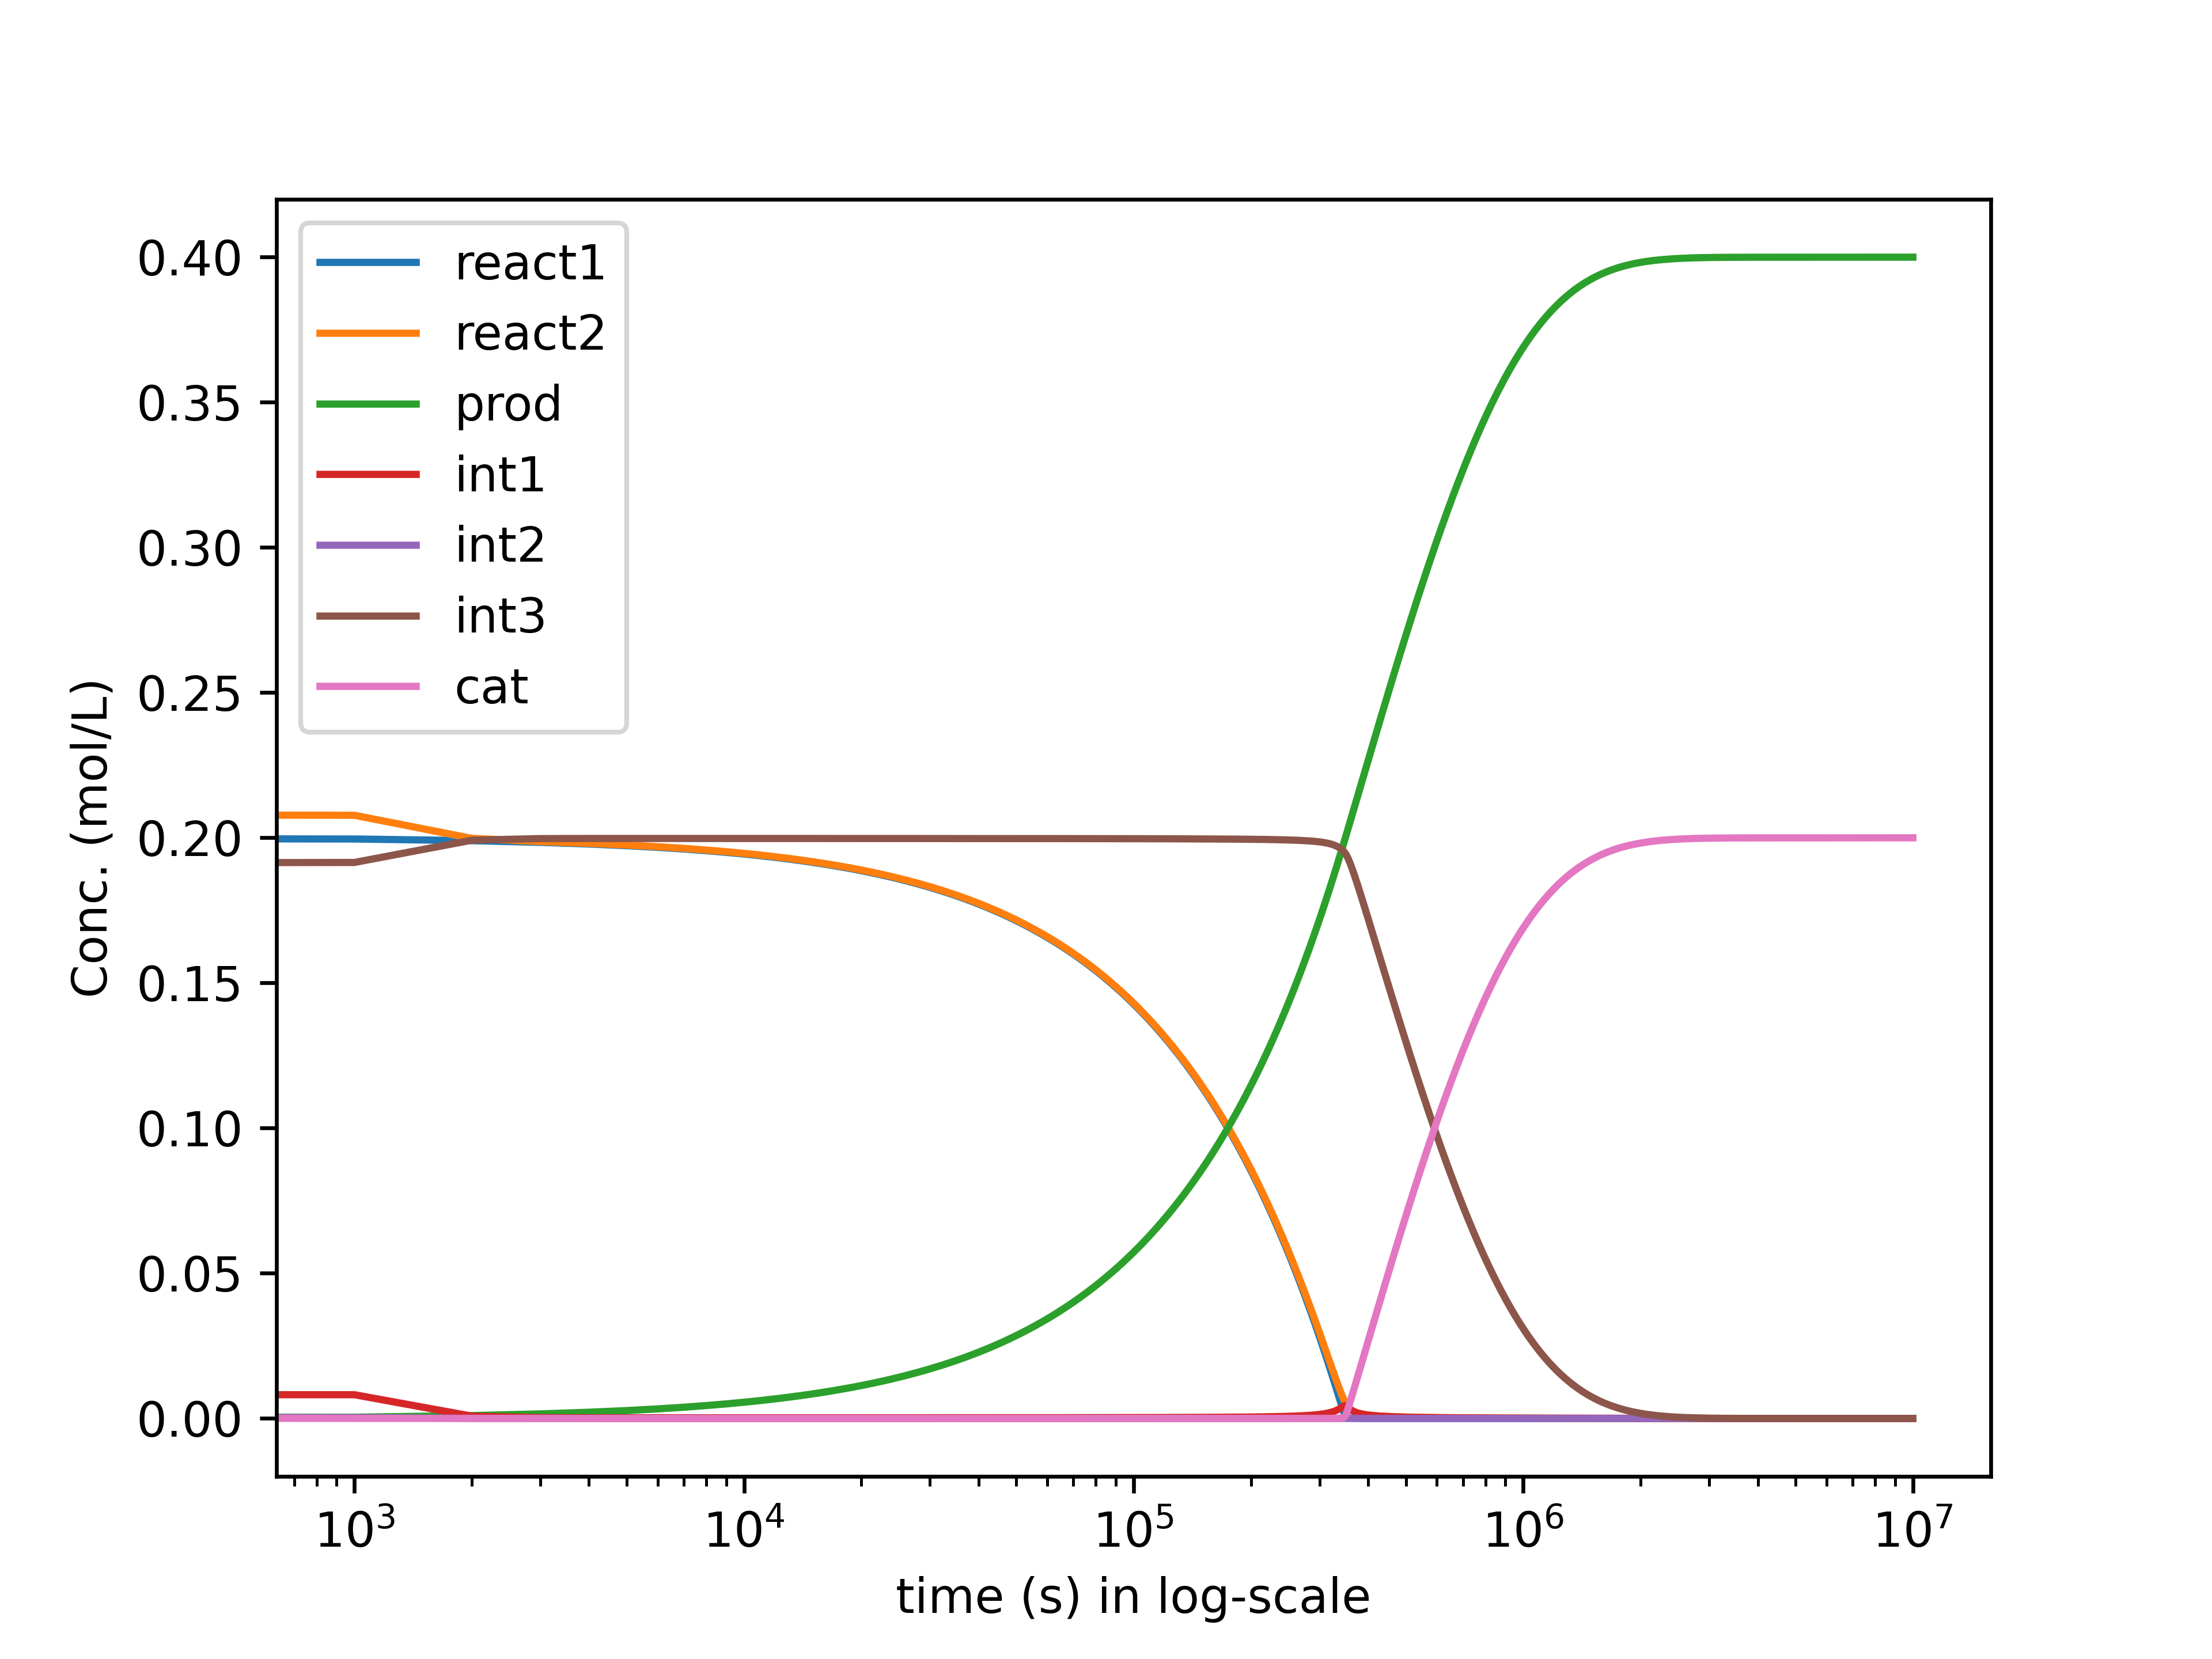 react1
react2
prod
int1
int2
int3
cat
0.40
0.35
0.30
0.25
0.20
0.15
0.10
0.05
0.00
Conc. (mol/L)
10³ 10⁴ 10⁵ 10⁶ 10⁷
time (s) in log-scale